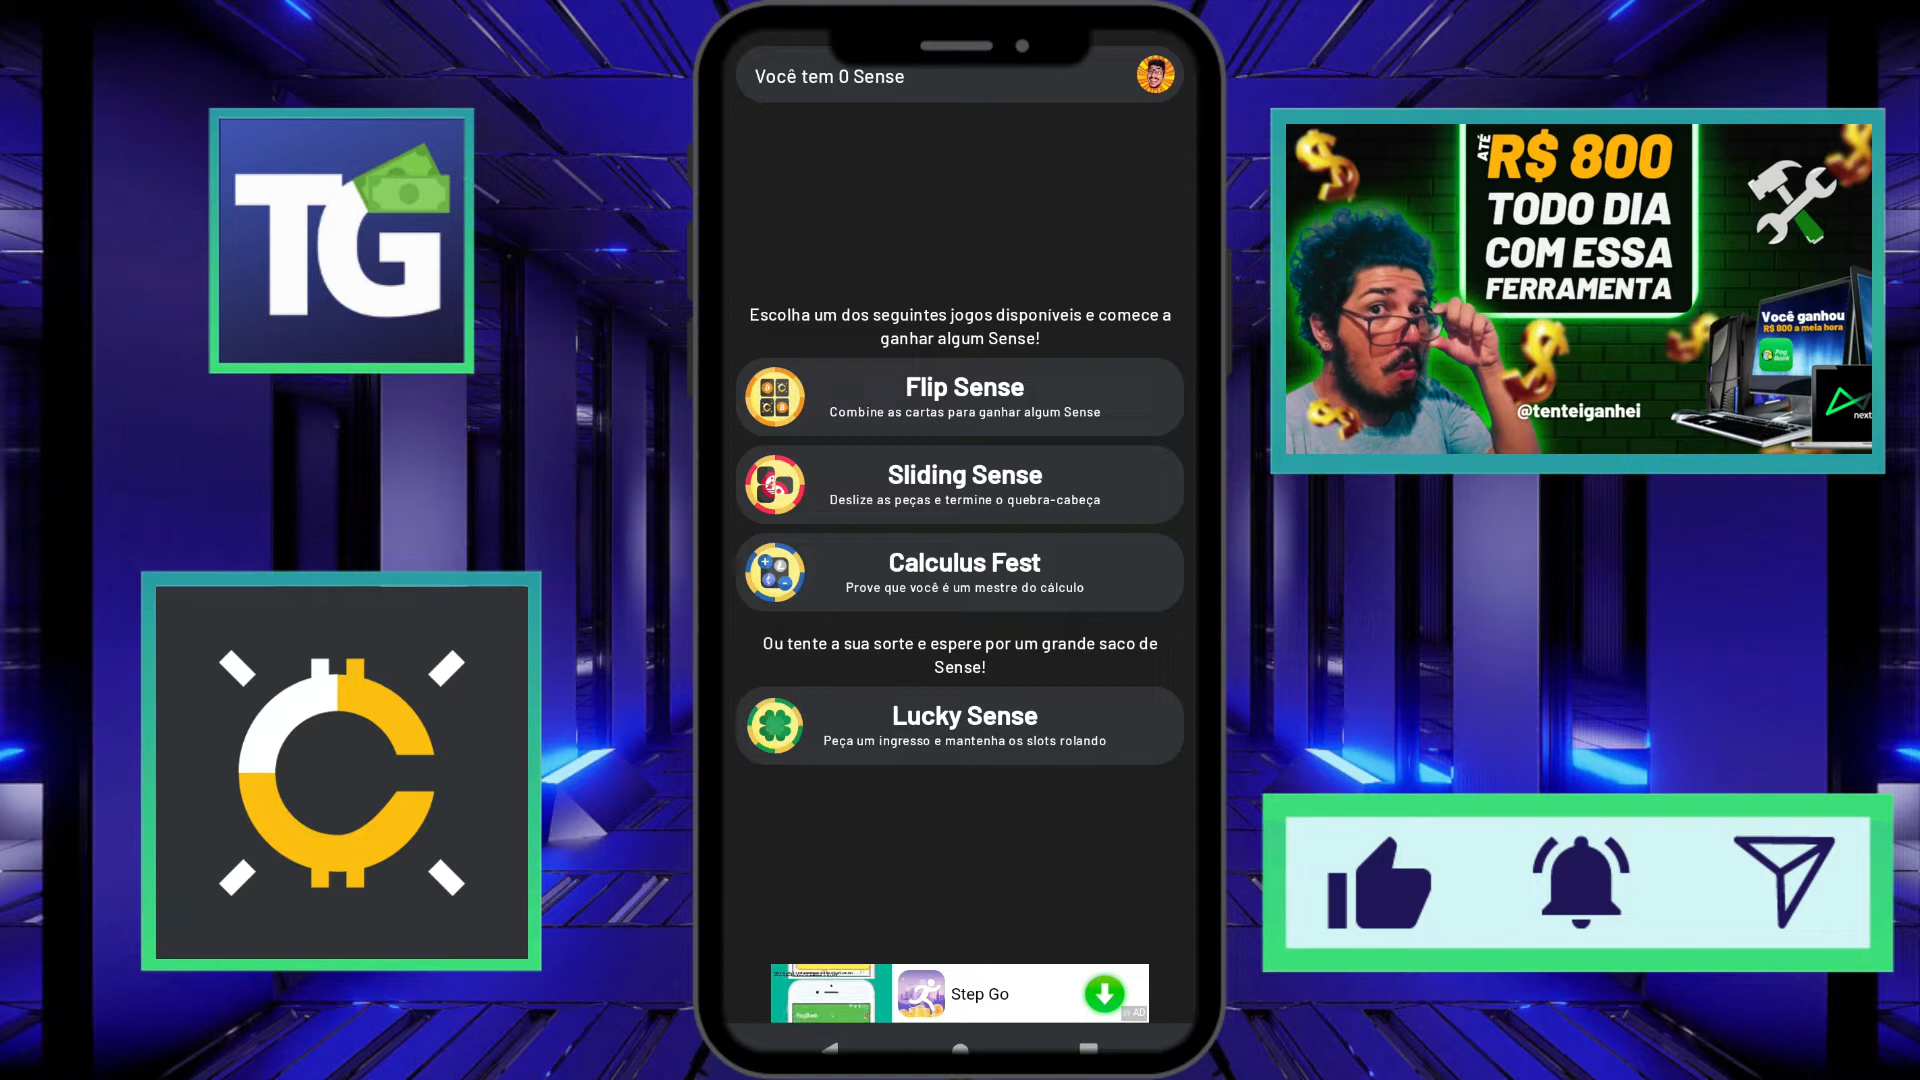 TG
Você tem 0 Sense
Escolha um dos seguintes jogos disponíveis e comece a
ganhar algum Sense!
Flip Sense
Combine as cartas para ganhar algum Sense
Sliding Sense
Deslize as peças e termine o quebra-cabeça
Calculus Fest
Prove que você é um mestre do cálculo
Ou tente a sua sorte e espere por um grande saco de
Sense!
Lucky Sense
Peça um ingresso e mantenha os slots rolando
PagBank
Step Go
AD
ATÉ
R$ 800
TODO DIA
COM ESSA
FERRAMENTA
Você ganhou
R$ 800 a meia hora
Pag
Bank
@tenteiganhei
next